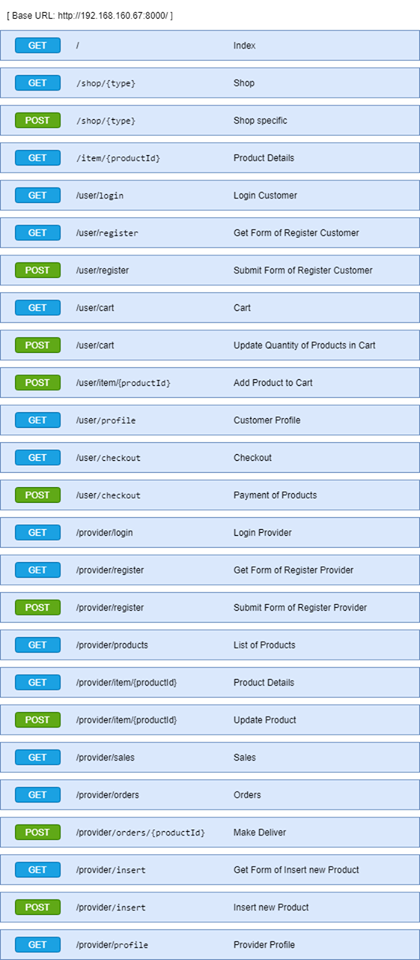 [ Base URL: http://192.168.160.67:8000/ ]
GET / Index
GET /shop/{type} Shop
POST /shop/{type} Shop specific
GET /item/{productId} Product Details
GET /user/login Login Customer
GET /user/register Get Form of Register Customer
POST /user/register Submit Form of Register Customer
GET /user/cart Cart
POST /user/cart Update Quantity of Products in Cart
POST /user/item/{productId} Add Product to Cart
GET /user/profile Customer Profile
GET /user/checkout Checkout
POST /user/checkout Payment of Products
GET /provider/login Login Provider
GET /provider/register Get Form of Register Provider
POST /provider/register Submit Form of Register Provider
GET /provider/products List of Products
GET /provider/item/{productId} Product Details
POST /provider/item/{productId} Update Product
GET /provider/sales Sales
GET /provider/orders Orders
POST /provider/orders/{productId} Make Deliver
GET /provider/insert Get Form of Insert new Product
POST /provider/insert Insert new Product
GET /provider/profile Provider Profile